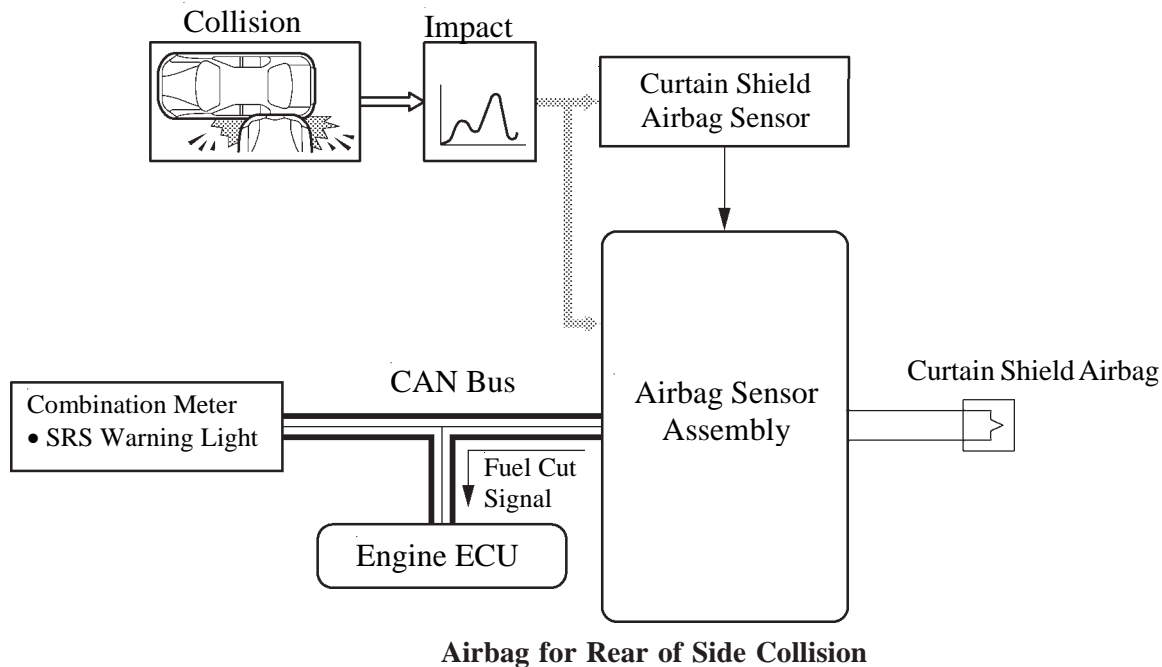 Collision
Impact
Curtain Shield
Airbag Sensor
CAN Bus
Combination Meter
• SRS Warning Light
Fuel Cut
Signal
Engine ECU
Airbag Sensor
Assembly
Curtain Shield Airbag
Airbag for Rear of Side Collision